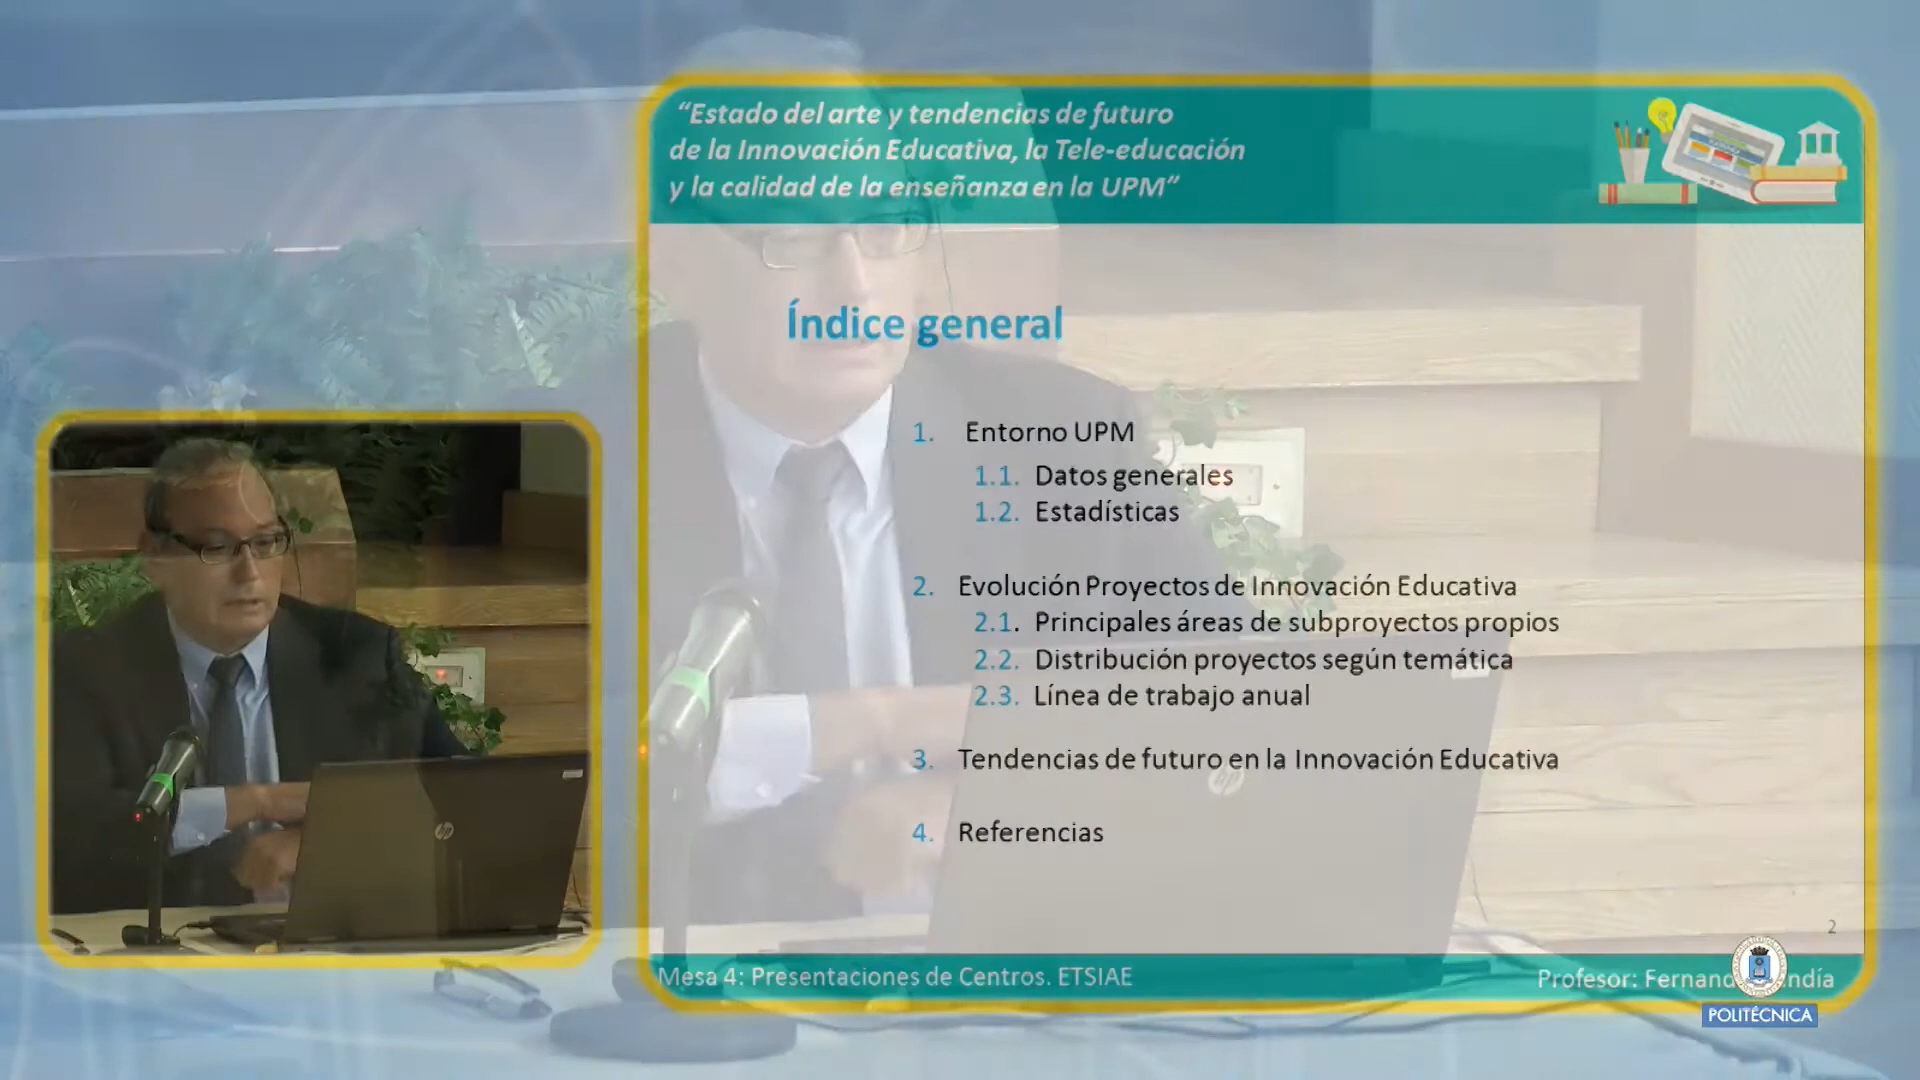 “Estado del arte y tendencias de futuro
de la Innovación Educativa, la Tele-educación
y la calidad de la enseñanza en la UPM”
Índice general
1. Entorno UPM
1.1. Datos generales
1.2. Estadísticas
2. Evolución Proyectos de Innovación Educativa
2.1. Principales áreas de subproyectos propios
2.2. Distribución proyectos según temática
2.3. Línea de trabajo anual
3. Tendencias de futuro en la Innovación Educativa
4. Referencias
2
Mesa 4: Presentaciones de Centros. ETSIAE
Profesor:
POLITÉCNICA
hp
hp